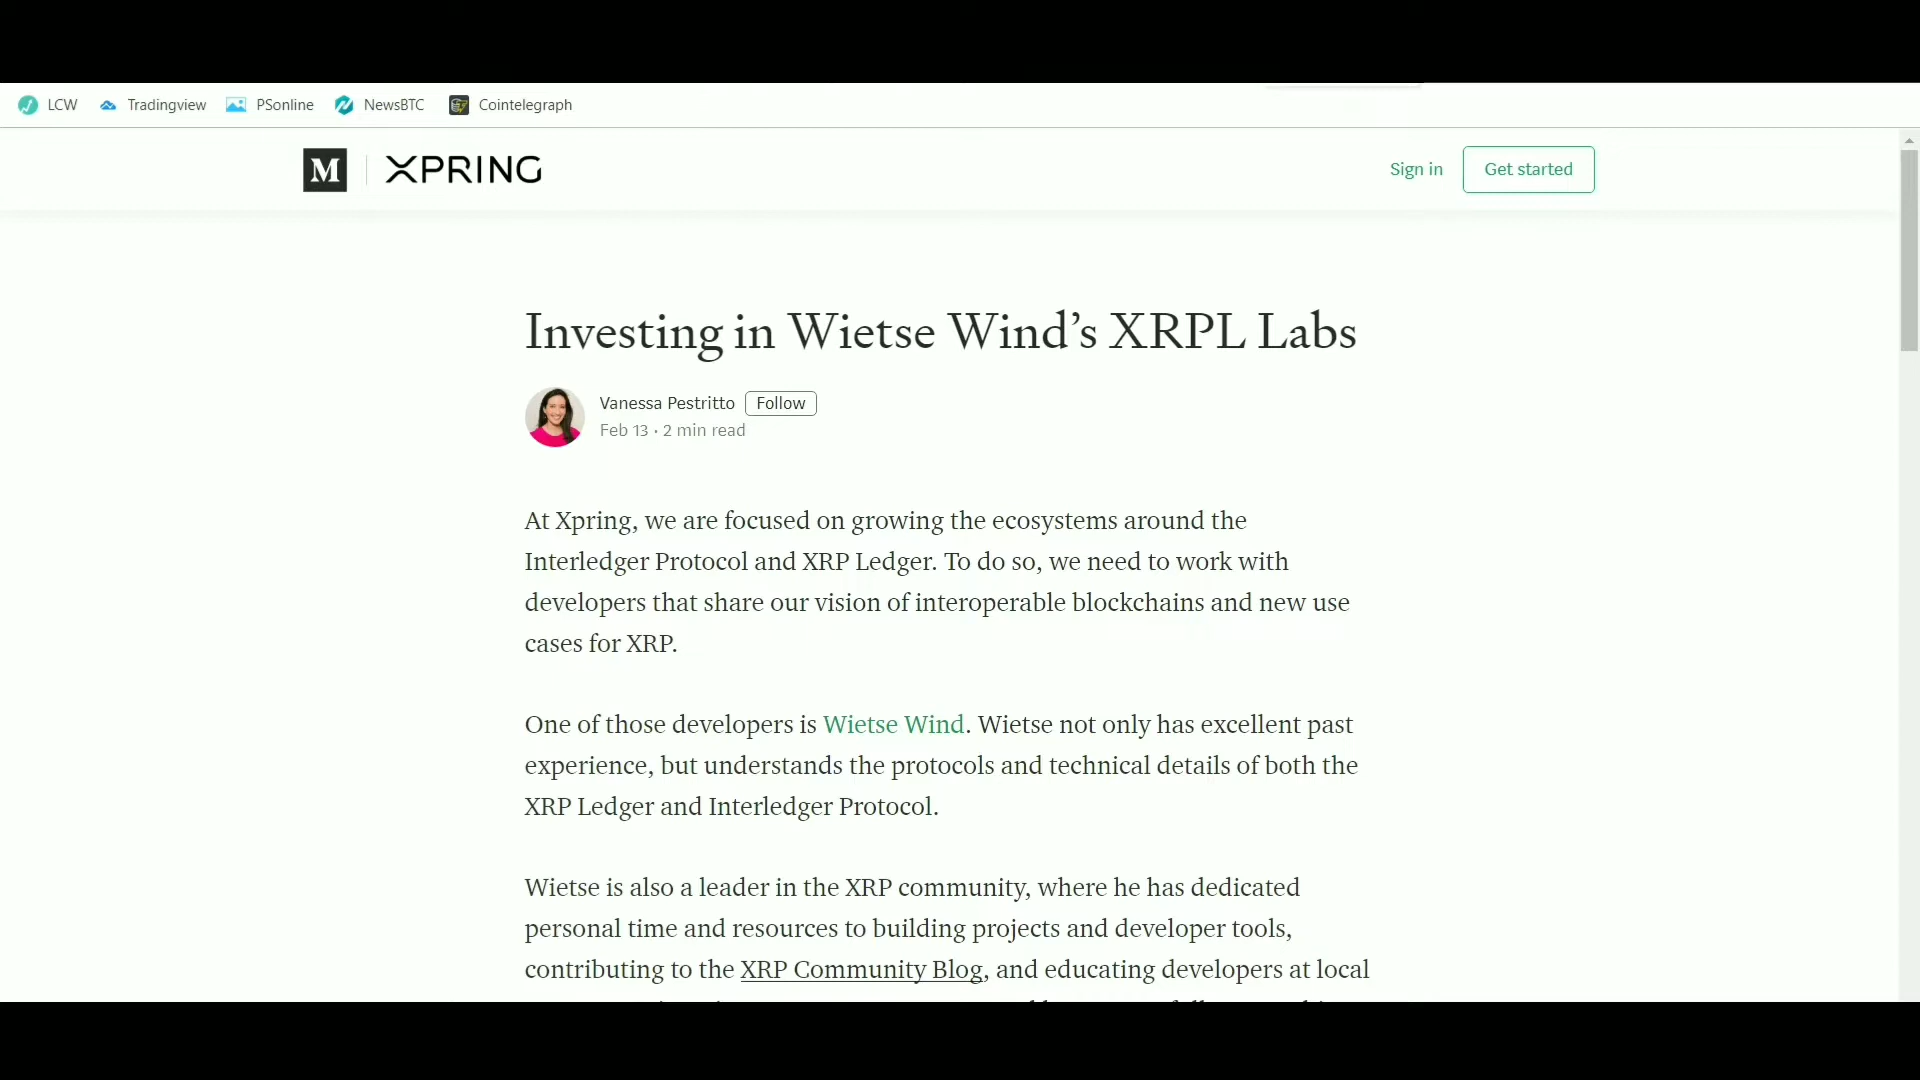 LCW Tradingview PSonline NewsBTC Cointelegraph
M XPRING Sign in Get started
Investing in Wietse Wind’s XRPL Labs
Vanessa Pestritto Follow
Feb 13 · 2 min read
At Xpring, we are focused on growing the ecosystems around the
Interledger Protocol and XRP Ledger. To do so, we need to work with
developers that share our vision of interoperable blockchains and new use
cases for XRP.
One of those developers is Wietse Wind. Wietse not only has excellent past
experience, but understands the protocols and technical details of both the
XRP Ledger and Interledger Protocol.
Wietse is also a leader in the XRP community, where he has dedicated
personal time and resources to building projects and developer tools,
contributing to the XRP Community Blog, and educating developers at local